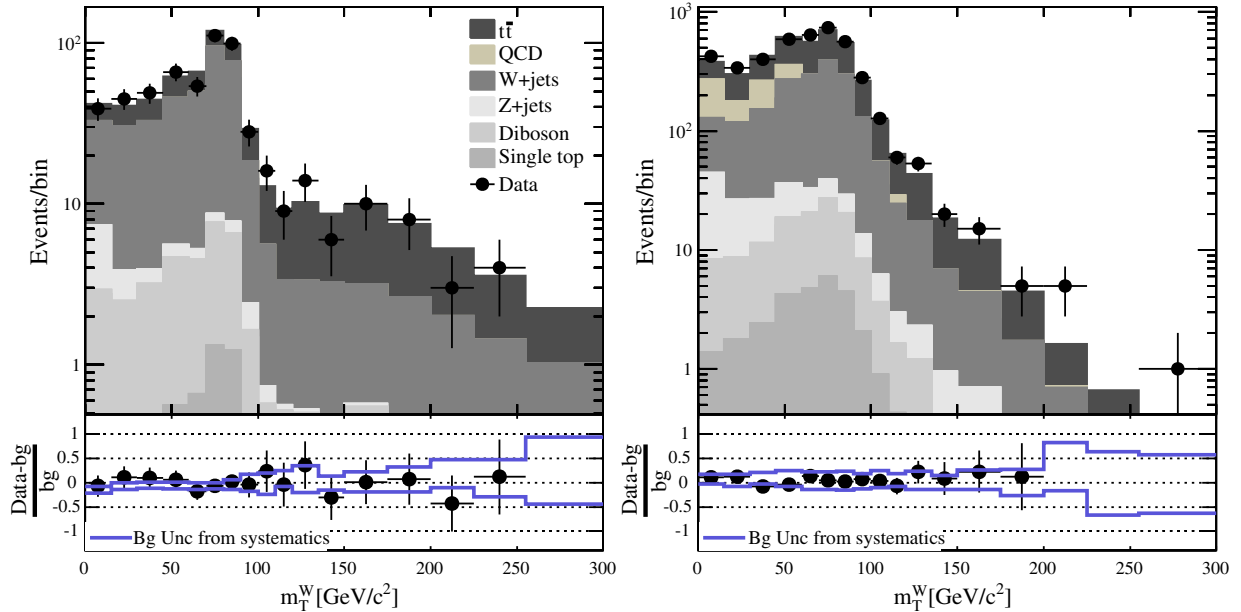 Events/bin
10²
10
1
tt̄
QCD
W+jets
Z+jets
Diboson
Single top
Data
Data-bg
bg
1
0.5
0
-0.5
-1
Bg Unc from systematics
0 50 100 150 200 250 300
m_T^W [GeV/c²]
Events/bin
10³
10²
10
1
Data-bg
bg
1
0.5
0
-0.5
-1
Bg Unc from systematics
0 50 100 150 200 250 300
m_T^W [GeV/c²]